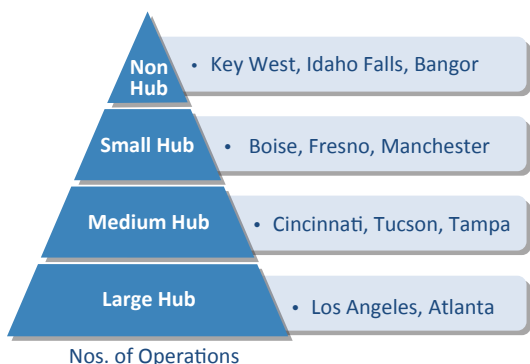 Non
Hub
• Key West, Idaho Falls, Bangor
Small Hub
• Boise, Fresno, Manchester
Medium Hub
• Cincinnati, Tucson, Tampa
Large Hub
• Los Angeles, Atlanta
Nos. of Operations